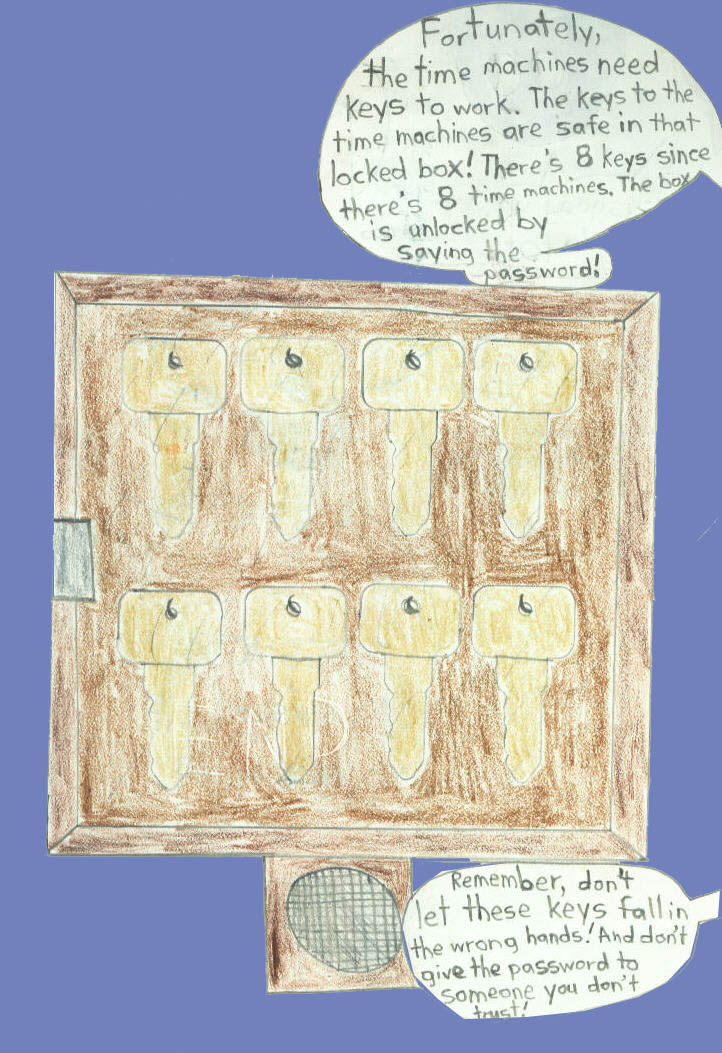 Fortunately,
the time machines need
keys to work. The keys to the
time machines are safe in that
locked box! There's 8 keys since
there's 8 time machines. The box
is unlocked by
saying the
password!
END
Remember, don't
let these keys fall in
the wrong hands! And don't
give the password to
someone you don't
trust!